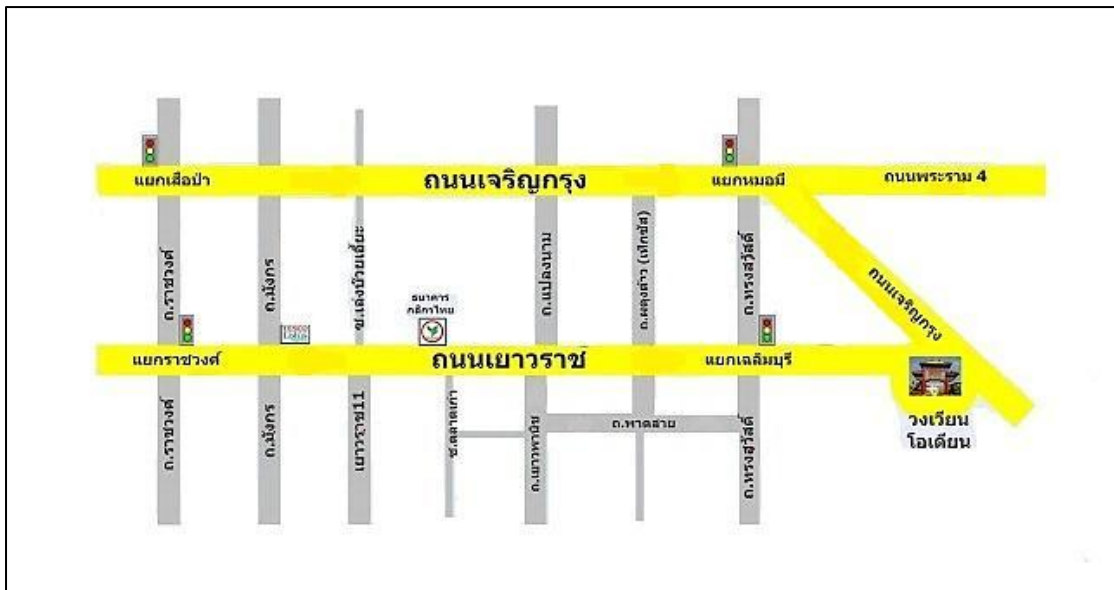 แยกเสือป่า
ถนนเจริญกรุง
แยกหมอมี
ถนนพระราม 4
ถ.ราชวงศ์
ถ.มังกร
ซ.เต๋งป๋วยเอี๊ยะ
ธนาคาร
กสิกรไทย
ถ.แปลงนาม
ถ.ผดุงด้าว (เท็กซัส)
ถ.ทรงสวัสดิ์
ถนนเจริญกรุง
TESCO
Lotus
แยกราชวงศ์
ถนนเยาวราช
แยกเฉลิมบุรี
วงเวียน
โอเดียน
ถ.ราชวงศ์
ถ.มังกร
เยาวราช11
ซ.ตลาดเก่า
ถ.เยาวพานิช
ถ.พาดสาย
ถ.ทรงสวัสดิ์